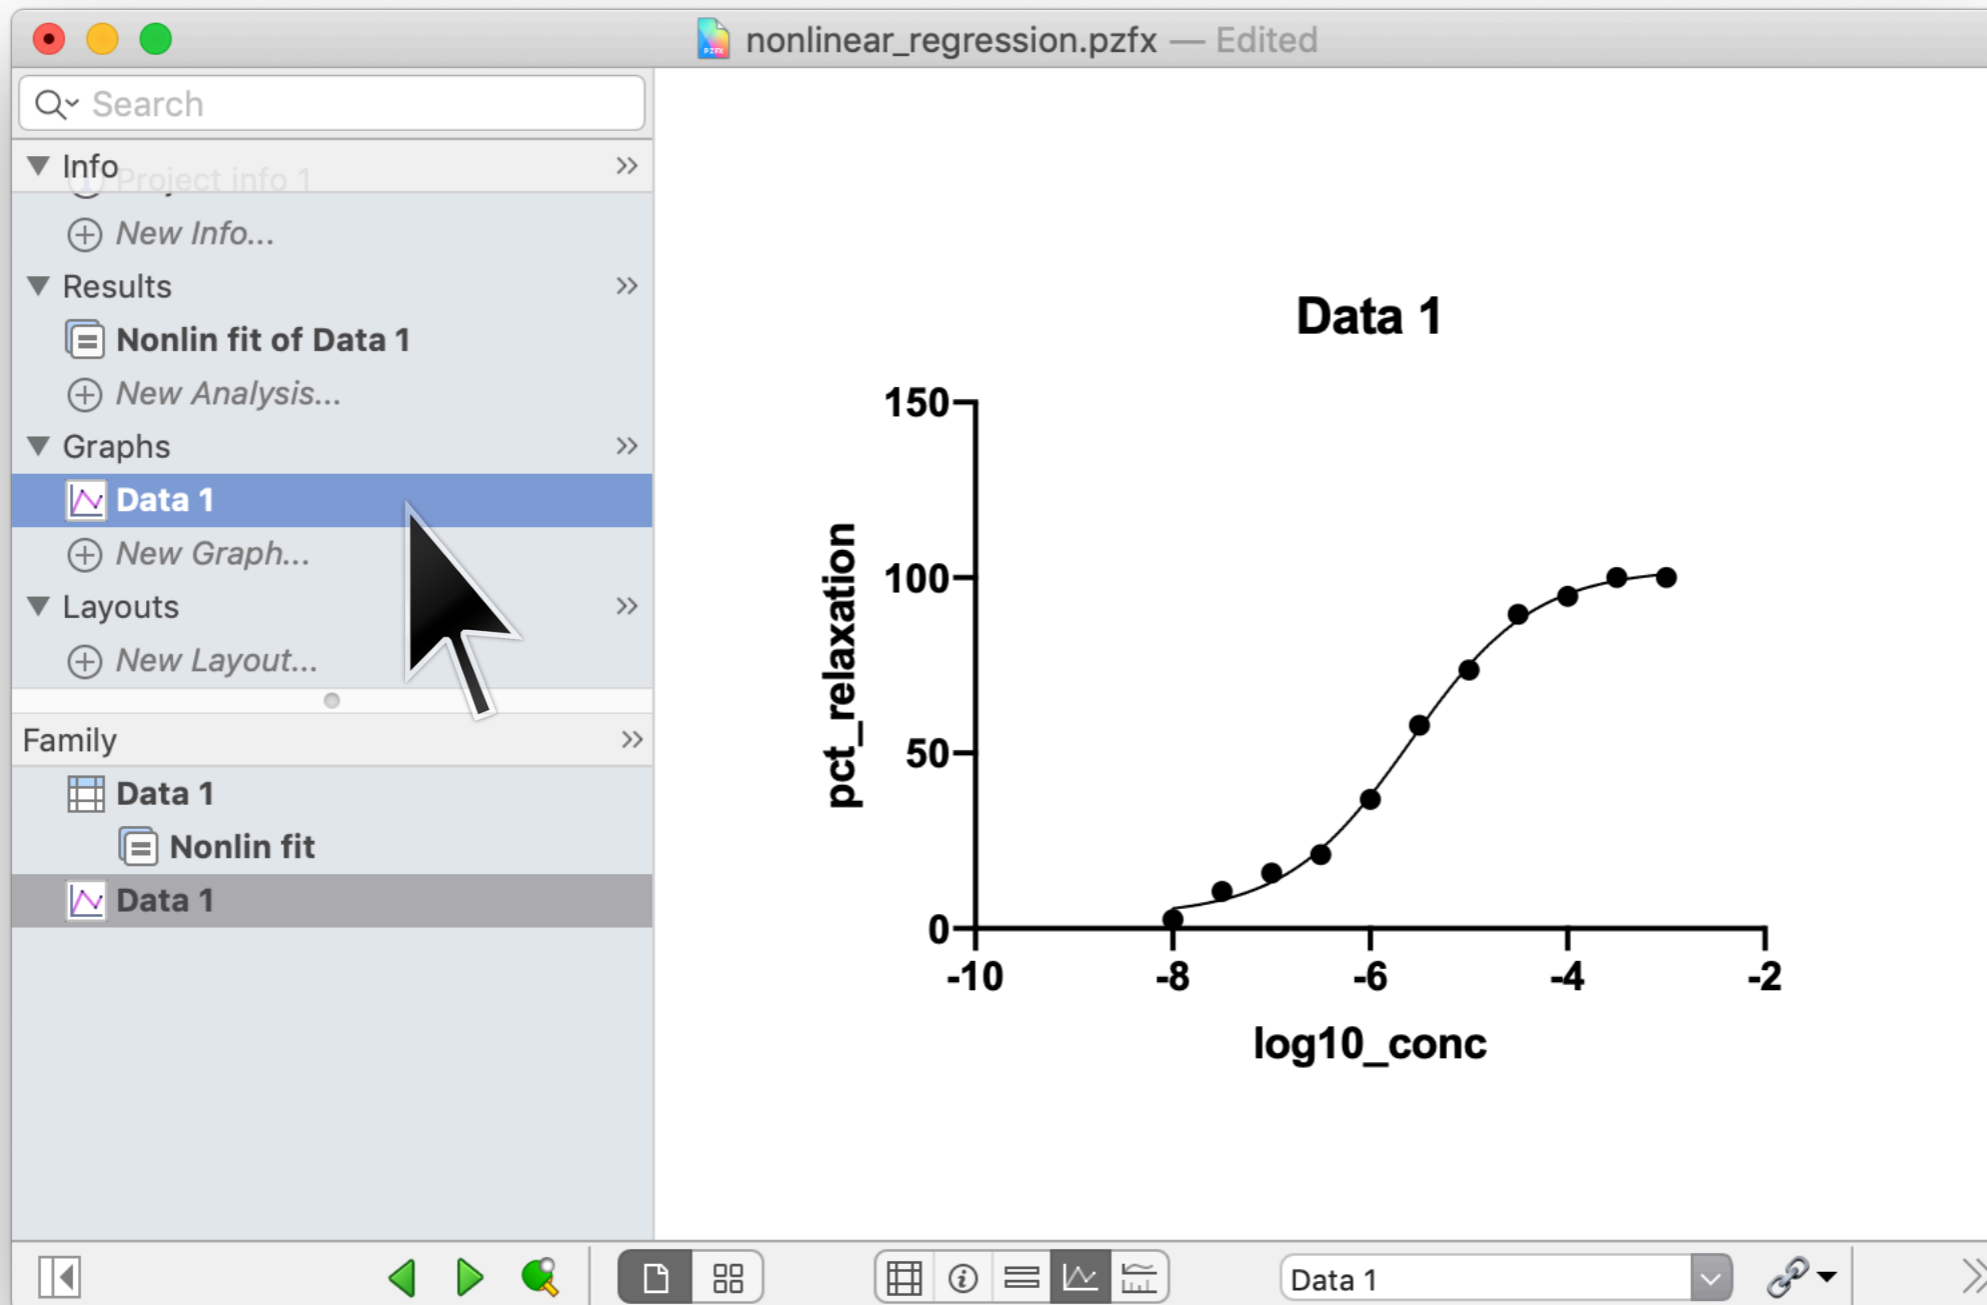 nonlinear_regression.pzfx — Edited
Search
Info
Project info 1
New Info...
Results
Nonlin fit of Data 1
New Analysis...
Graphs
Data 1
New Graph...
Layouts
New Layout...
Family
Data 1
Nonlin fit
Data 1
Data 1
150
100
50
0
pct_relaxation
-10 -8 -6 -4 -2
log10_conc
Data 1